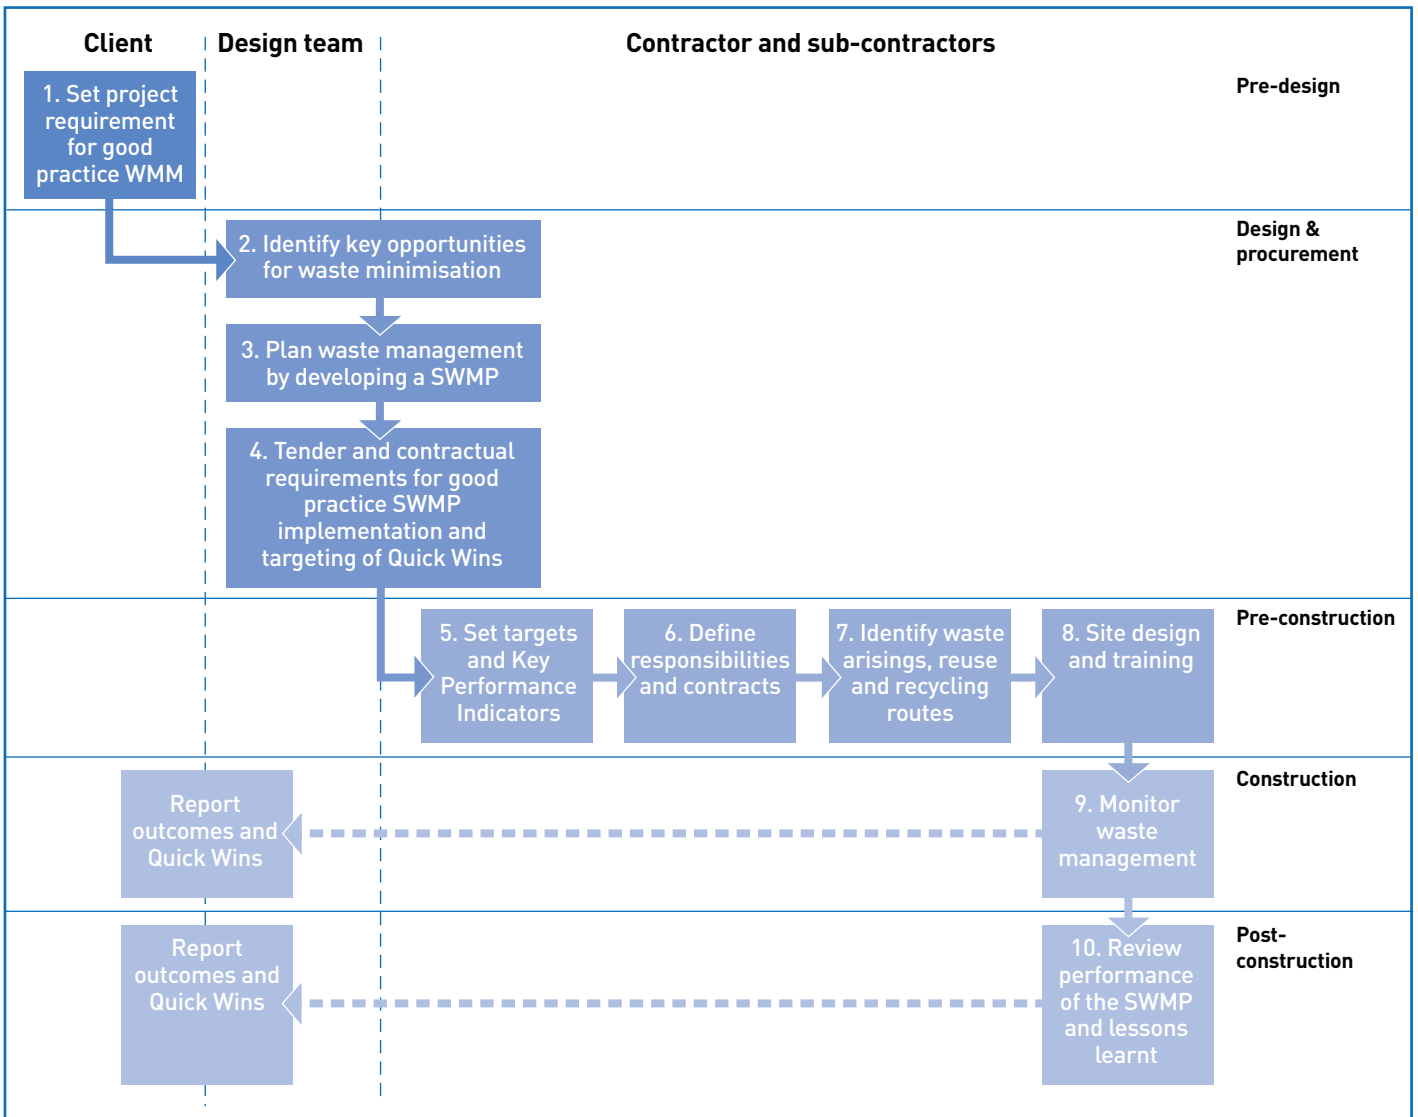 Client
Design team
Contractor and sub-contractors
Pre-design
1. Set project
requirement
for good
practice WMM
Design &
procurement
2. Identify key opportunities
for waste minimisation
3. Plan waste management
by developing a SWMP
4. Tender and contractual
requirements for good
practice SWMP
implementation and
targeting of Quick Wins
Pre-construction
5. Set targets
and Key
Performance
Indicators
6. Define
responsibilities
and contracts
7. Identify waste
arisings, reuse
and recycling
routes
8. Site design
and training
Construction
Report
outcomes and
Quick Wins
9. Monitor
waste
management
Post-
construction
Report
outcomes and
Quick Wins
10. Review
performance
of the SWMP
and lessons
learnt